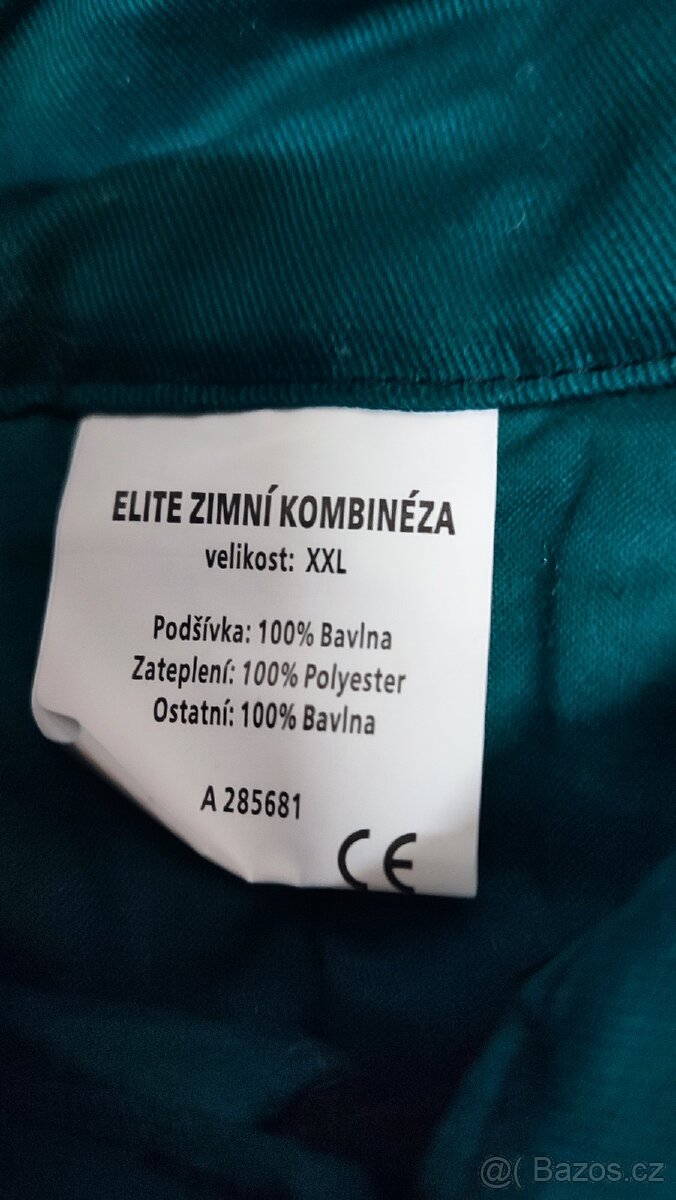 ELITE ZIMNÍ KOMBINÉZA
velikost: XXL
Podšívka: 100% Bavlna
Zateplení: 100% Polyester
Ostatní: 100% Bavlna
A 285681
CE
@( Bazos.cz